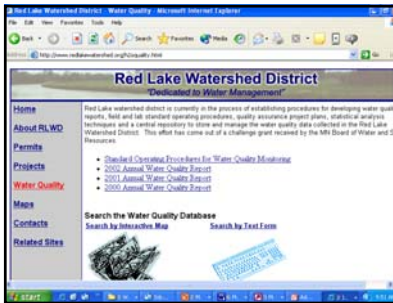 Red Lake Watershed District - Water Quality - Microsoft Internet Explorer
File Edit View Favorites Tools Help
Back Search Favorites Media
http://www.redlakewatershed.org/h2oquality.html Go
Red Lake Watershed District
"Dedicated to Water Management"
Home
About RLWD
Permits
Projects
Water Quality
Maps
Contacts
Related Sites
Red Lake watershed district is currently in the process of establishing procedures for developing water quali
reports, field and lab standard operating procedures, quality assurance project plans, statistical analysis
techniques and a central repository to store and manage the water quality data collected in the Red Lake
Watershed District. This effort has come out of a challenge grant received by the MN Board of Water and S
Resources.
Standard Operating Procedures for Water Quality Monitoring
2002 Annual Water Quality Report
2001 Annual Water Quality Report
2000 Annual Water Quality Report
Search the Water Quality Database
Search by Interactive Map Search by Text Form
start